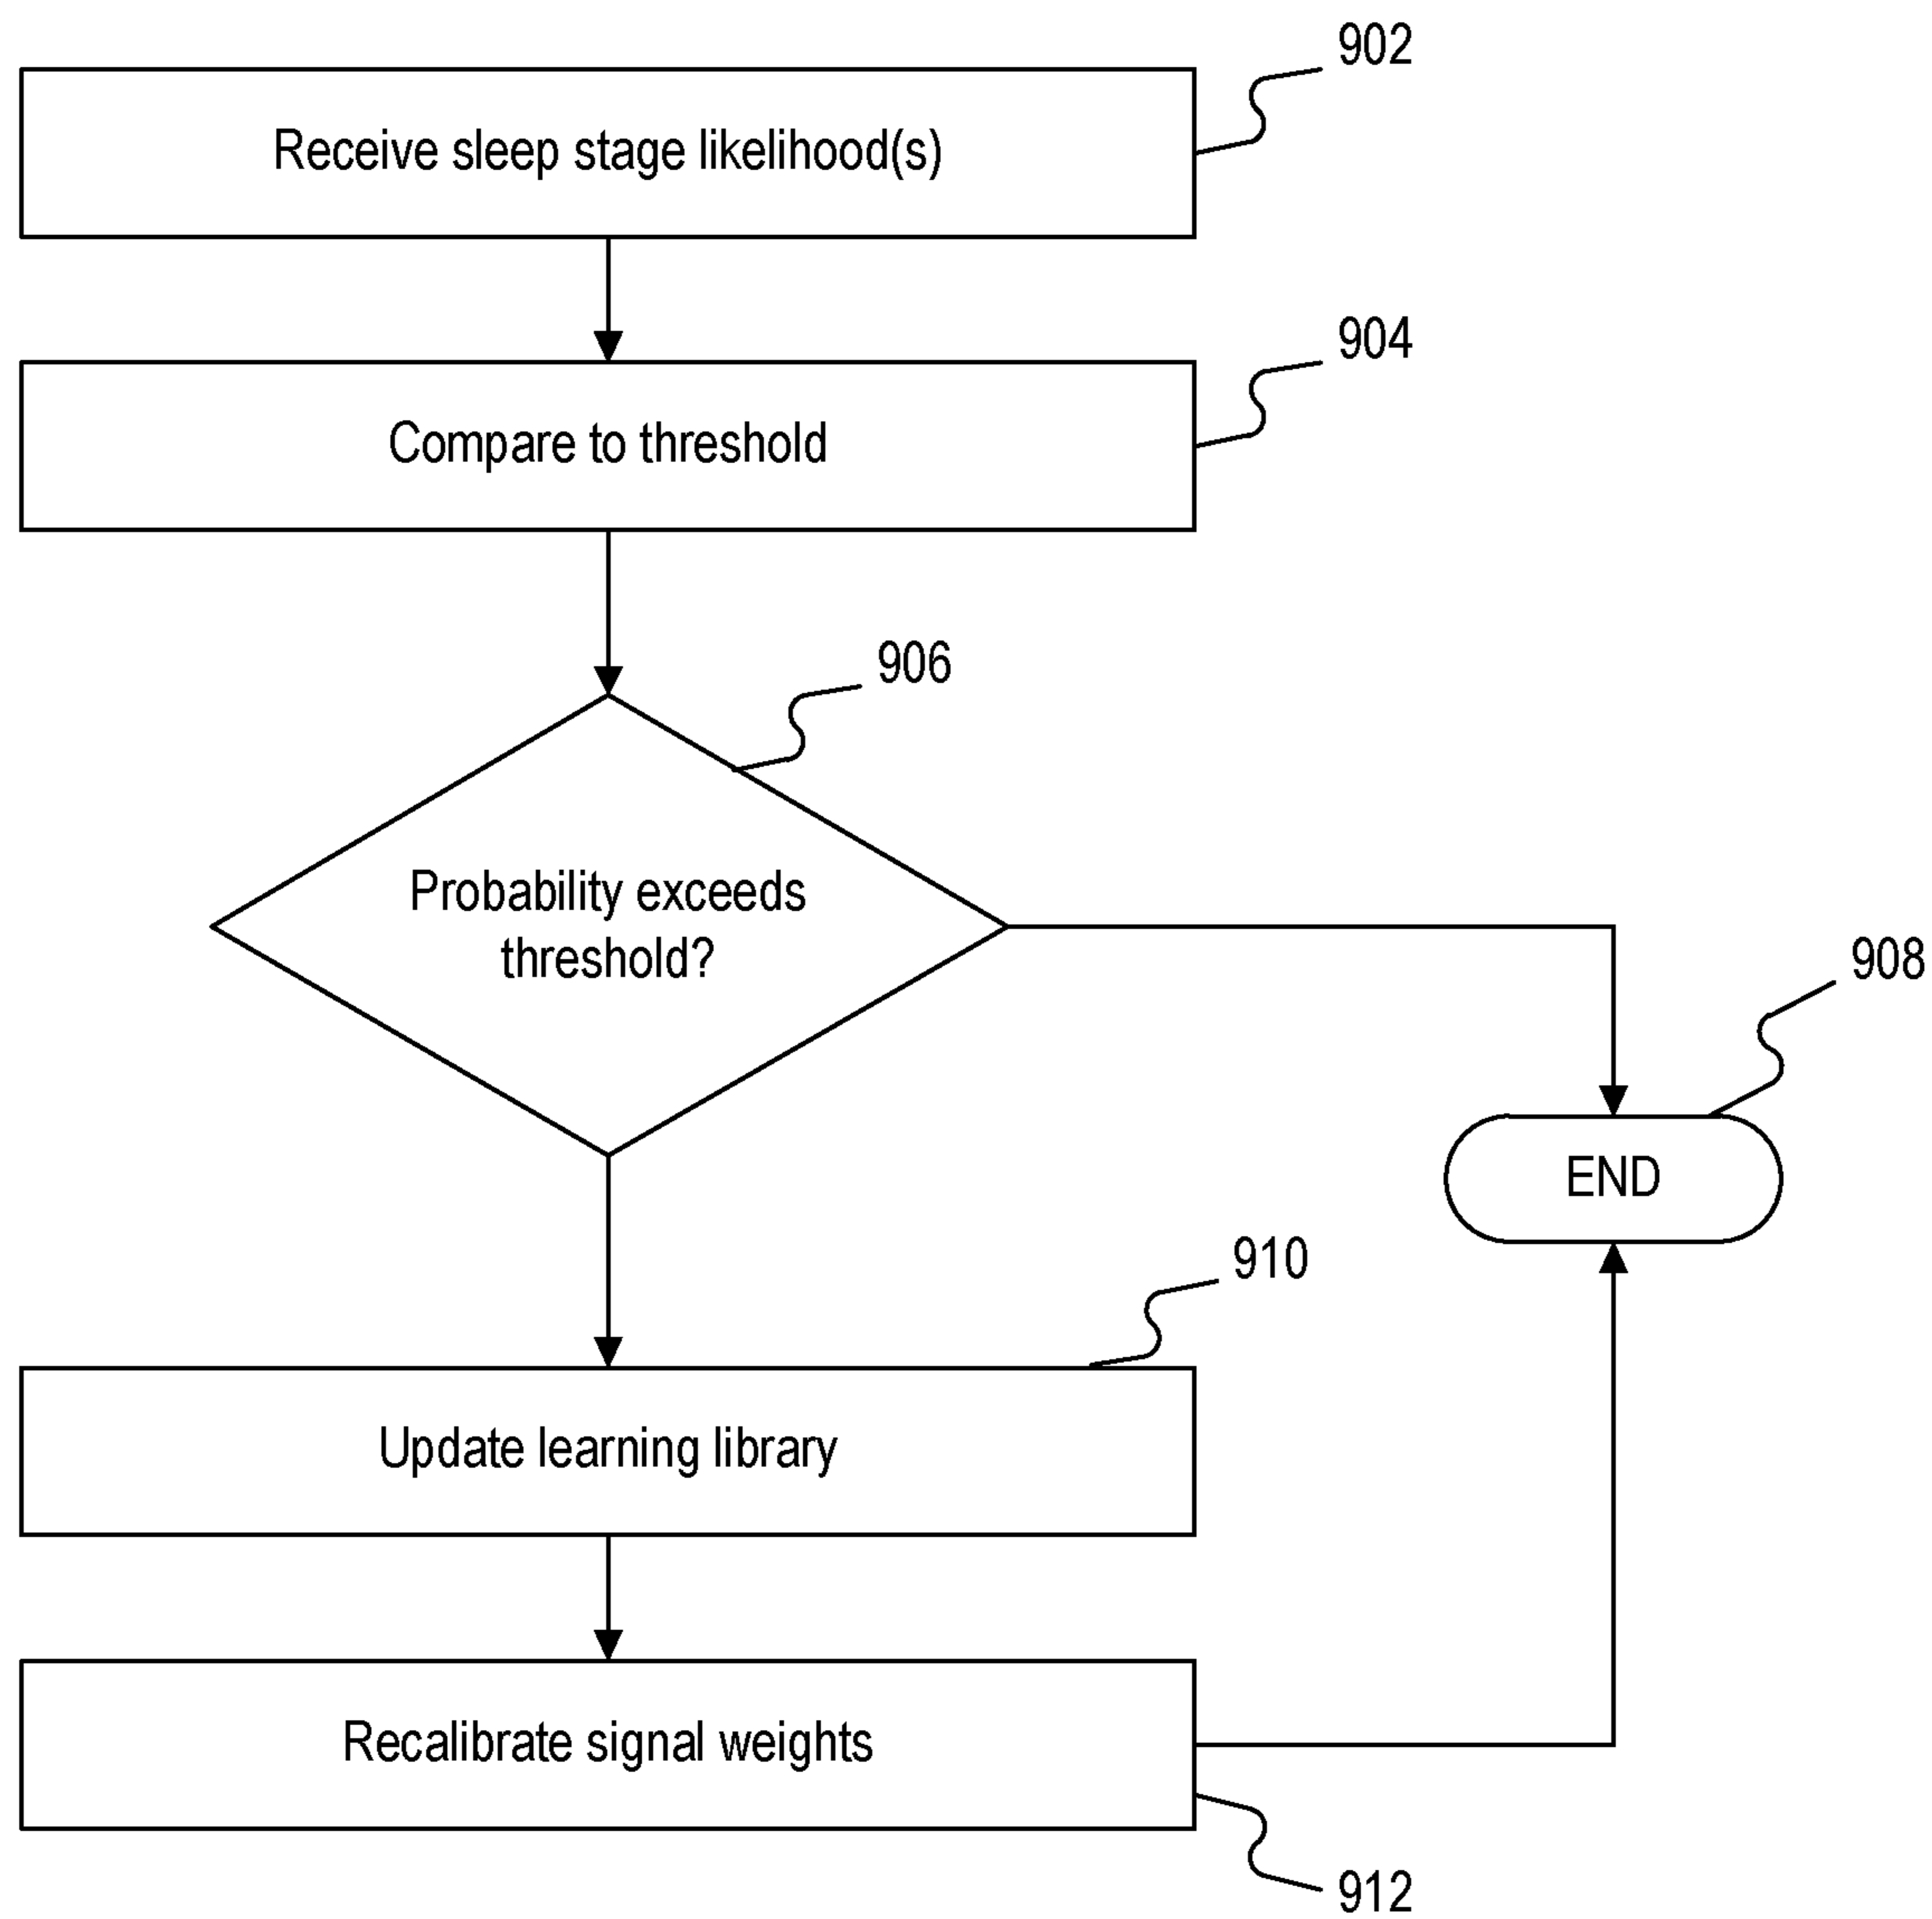 902
Receive sleep stage likelihood(s)
904
Compare to threshold
906
Probability exceeds
threshold?
908
END
910
Update learning library
Recalibrate signal weights
912